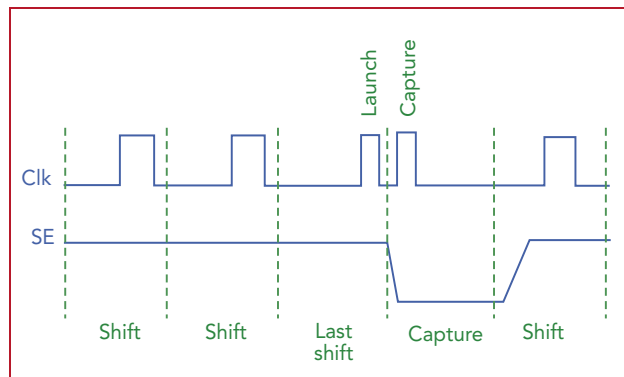 Launch
Capture
Clk
SE
Shift
Shift
Last
shift
Capture
Shift